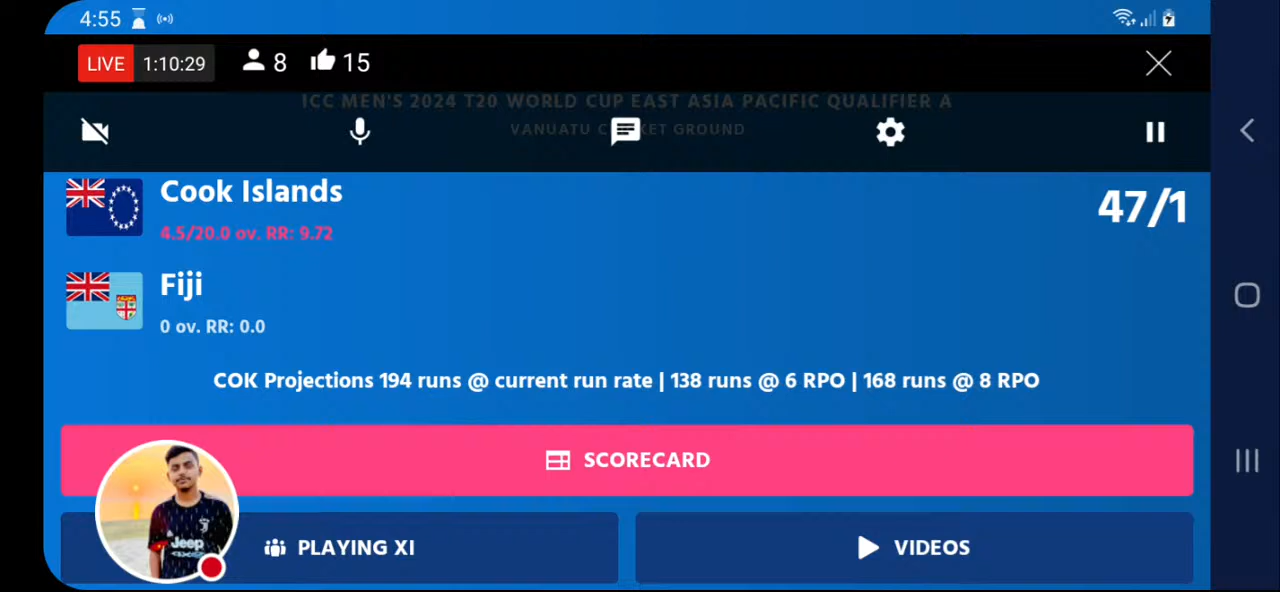 4:55
LIVE 1:10:29 8 15
ICC MEN'S 2024 T20 WORLD CUP EAST ASIA PACIFIC QUALIFIER A
VANUATU C KET GROUND
Cook Islands
47/1
4.5/20.0 ov. RR: 9.72
Fiji
0 ov. RR: 0.0
COK Projections 194 runs @ current run rate | 138 runs @ 6 RPO | 168 runs @ 8 RPO
SCORECARD
Jeep
PLAYING XI
VIDEOS